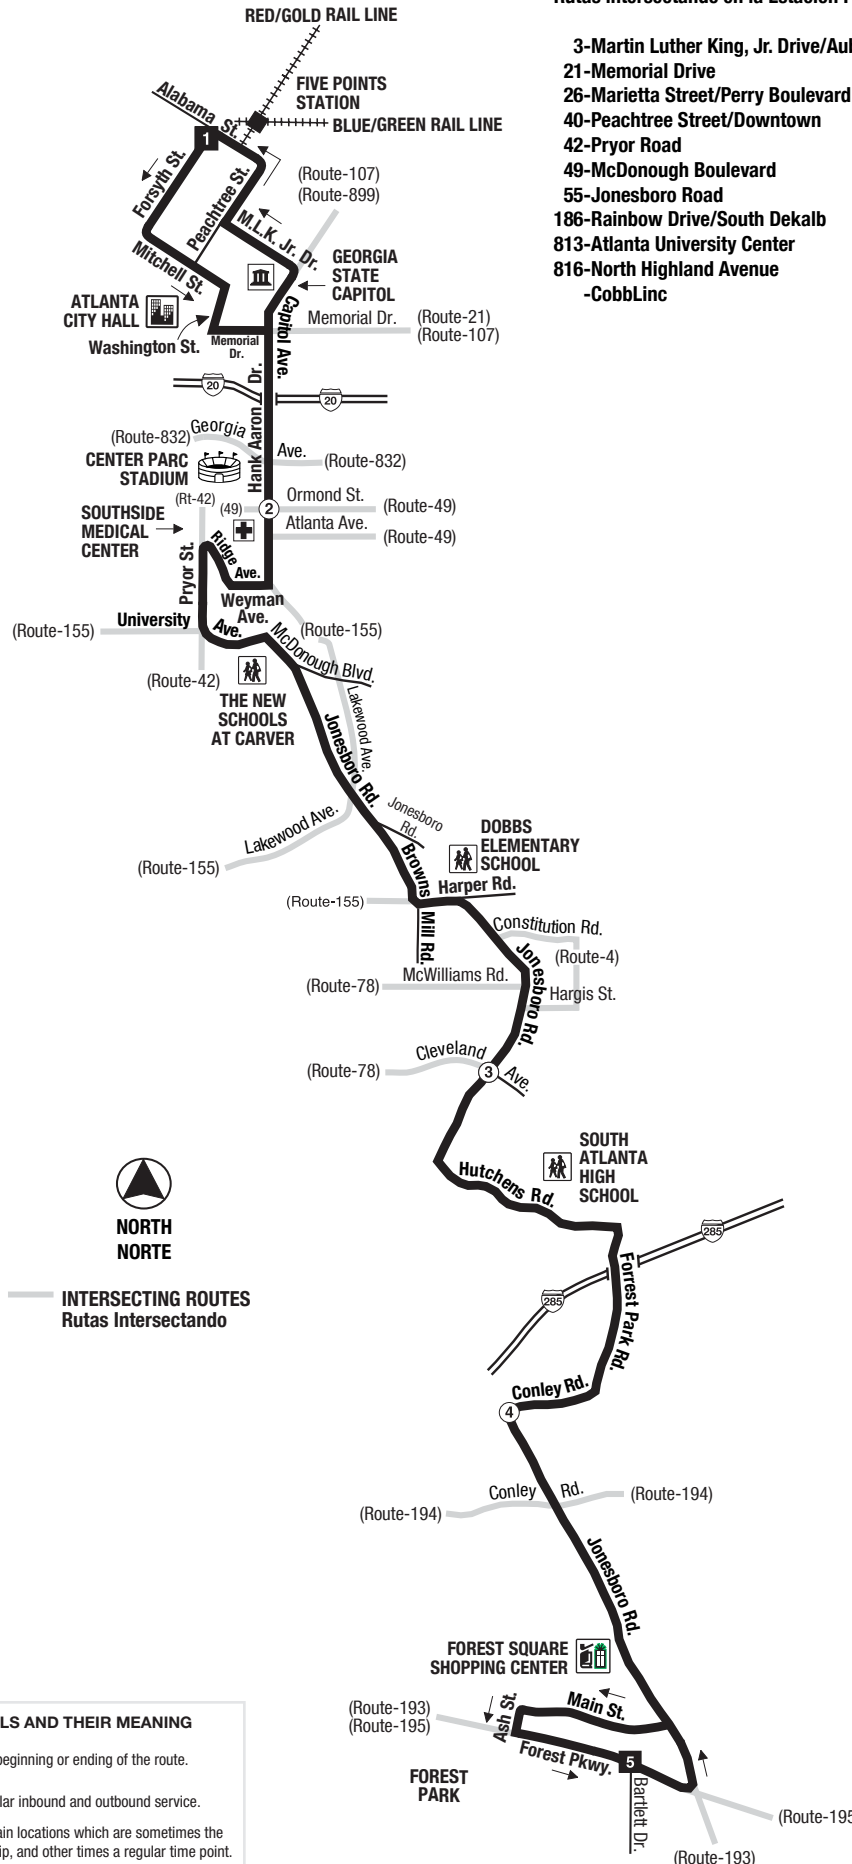 RED/GOLD RAIL LINE
Alabama St.
FIVE POINTS
STATION
BLUE/GREEN RAIL LINE
1
Forsyth St.
Peachtree St.
(Route-107)
(Route-899)
M.L.K. Jr. Dr.
Mitchell St.
GEORGIA
STATE
CAPITOL
ATLANTA
CITY HALL
Capitol Ave.
Memorial Dr.
(Route-21)
(Route-107)
Washington St.
Memorial
Dr.
20
20
Hank Aaron Dr.
(Route-832)
Georgia
Ave.
(Route-832)
CENTER PARC
STADIUM
(Rt-42)
(49)
2
Ormond St.
(Route-49)
SOUTHSIDE
MEDICAL
CENTER
Atlanta Ave.
(Route-49)
Pryor St.
Ridge
Ave.
Weyman
Ave.
(Route-155)
University
Ave.
(Route-155)
McDonough Blvd.
(Route-42)
THE NEW
SCHOOLS
AT CARVER
Lakewood Ave.
Jonesboro Rd.
Jonesboro
Rd.
Lakewood Ave.
(Route-155)
DOBBS
ELEMENTARY
SCHOOL
Browns
Mill Rd.
Harper Rd.
(Route-155)
Constitution Rd.
(Route-4)
Jonesboro Rd.
McWilliams Rd.
(Route-78)
Hargis St.
Cleveland
Ave.
(Route-78)
3
SOUTH
ATLANTA
HIGH
SCHOOL
Hutchens Rd.
NORTH
NORTE
285
285
Forrest Park Rd.
INTERSECTING ROUTES
Rutas Intersectando
Conley Rd.
4
Conley
Rd.
(Route-194)
(Route-194)
Jonesboro Rd.
FOREST SQUARE
SHOPPING CENTER
(Route-193)
(Route-195)
Ash St.
Main St.
Forest Pkwy.
5
FOREST
PARK
Bartlett Dr.
(Route-195
(Route-193)
3-Martin Luther King, Jr. Drive/Au
21-Memorial Drive
26-Marietta Street/Perry Boulevard
40-Peachtree Street/Downtown
42-Pryor Road
49-McDonough Boulevard
55-Jonesboro Road
186-Rainbow Drive/South Dekalb
813-Atlanta University Center
816-North Highland Avenue
-CobbLinc
LS AND THEIR MEANING
beginning or ending of the route.
lar inbound and outbound service.
ain locations which are sometimes the
ip, and other times a regular time point.